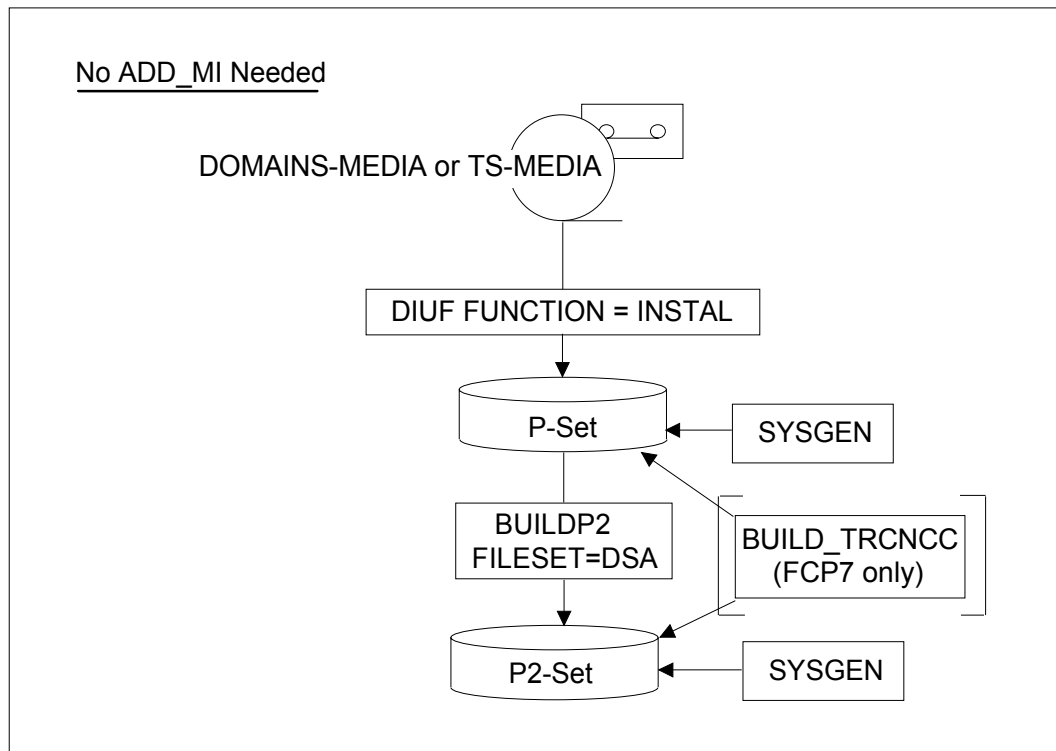 No ADD_MI Needed
DOMAINS-MEDIA or TS-MEDIA
DIUF FUNCTION = INSTAL
P-Set
SYSGEN
BUILDP2
FILESET=DSA
BUILD_TRCNCC
(FCP7 only)
P2-Set
SYSGEN